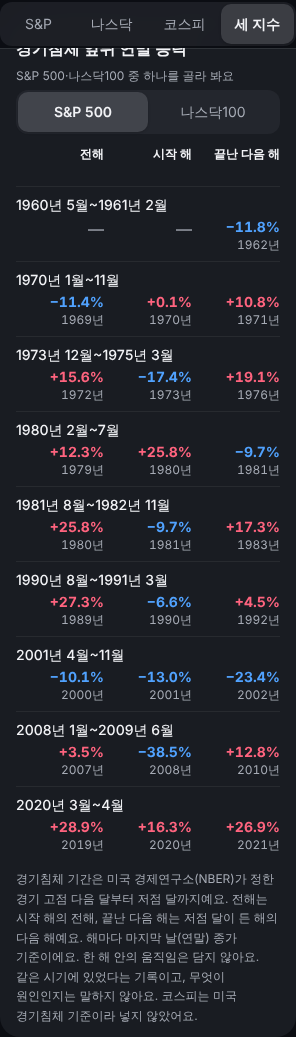 S&P 나스닥 코스피 세 지수
경기침체 앞뒤 연말 등락
S&P 500·나스닥100 중 하나를 골라 봐요
S&P 500 나스닥100
전해 시작 해 끝난 다음 해
1960년 5월~1961년 2월
— — −11.8%
1962년
1970년 1월~11월
−11.4% +0.1% +10.8%
1969년 1970년 1971년
1973년 12월~1975년 3월
+15.6% −17.4% +19.1%
1972년 1973년 1976년
1980년 2월~7월
+12.3% +25.8% −9.7%
1979년 1980년 1981년
1981년 8월~1982년 11월
+25.8% −9.7% +17.3%
1980년 1981년 1983년
1990년 8월~1991년 3월
+27.3% −6.6% +4.5%
1989년 1990년 1992년
2001년 4월~11월
−10.1% −13.0% −23.4%
2000년 2001년 2002년
2008년 1월~2009년 6월
+3.5% −38.5% +12.8%
2007년 2008년 2010년
2020년 3월~4월
+28.9% +16.3% +26.9%
2019년 2020년 2021년
경기침체 기간은 미국 경제연구소(NBER)가 정한
경기 고점 다음 달부터 저점 달까지예요. 전해는
시작 해의 전해, 끝난 다음 해는 저점 달이 든 해의
다음 해예요. 해마다 마지막 날(연말) 종가
기준이에요. 한 해 안의 움직임은 담지 않아요.
같은 시기에 있었다는 기록이고, 무엇이
원인인지는 말하지 않아요. 코스피는 미국
경기침체 기준이라 넣지 않았어요.